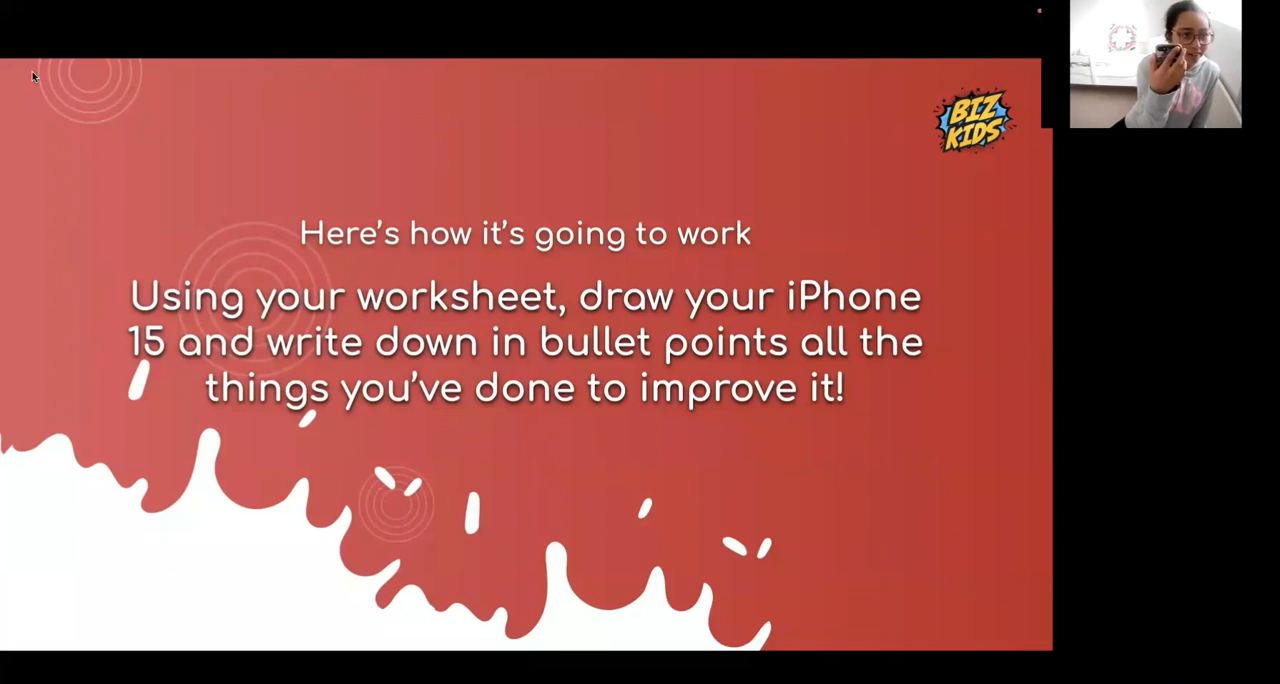 BIZ
KIDS
Here's how it's going to work
Using your worksheet, draw your iPhone
15 and write down in bullet points all the
things you've done to improve it!